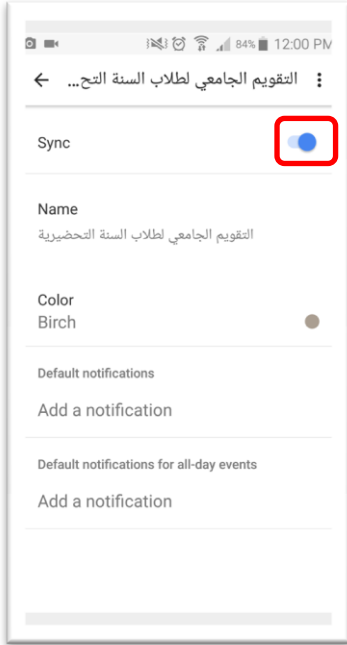 84% 12:00 PM
التقويم الجامعي لطلاب السنة التح...
Sync
Name
التقويم الجامعي لطلاب السنة التحضيرية
Color
Birch
Default notifications
Add a notification
Default notifications for all-day events
Add a notification